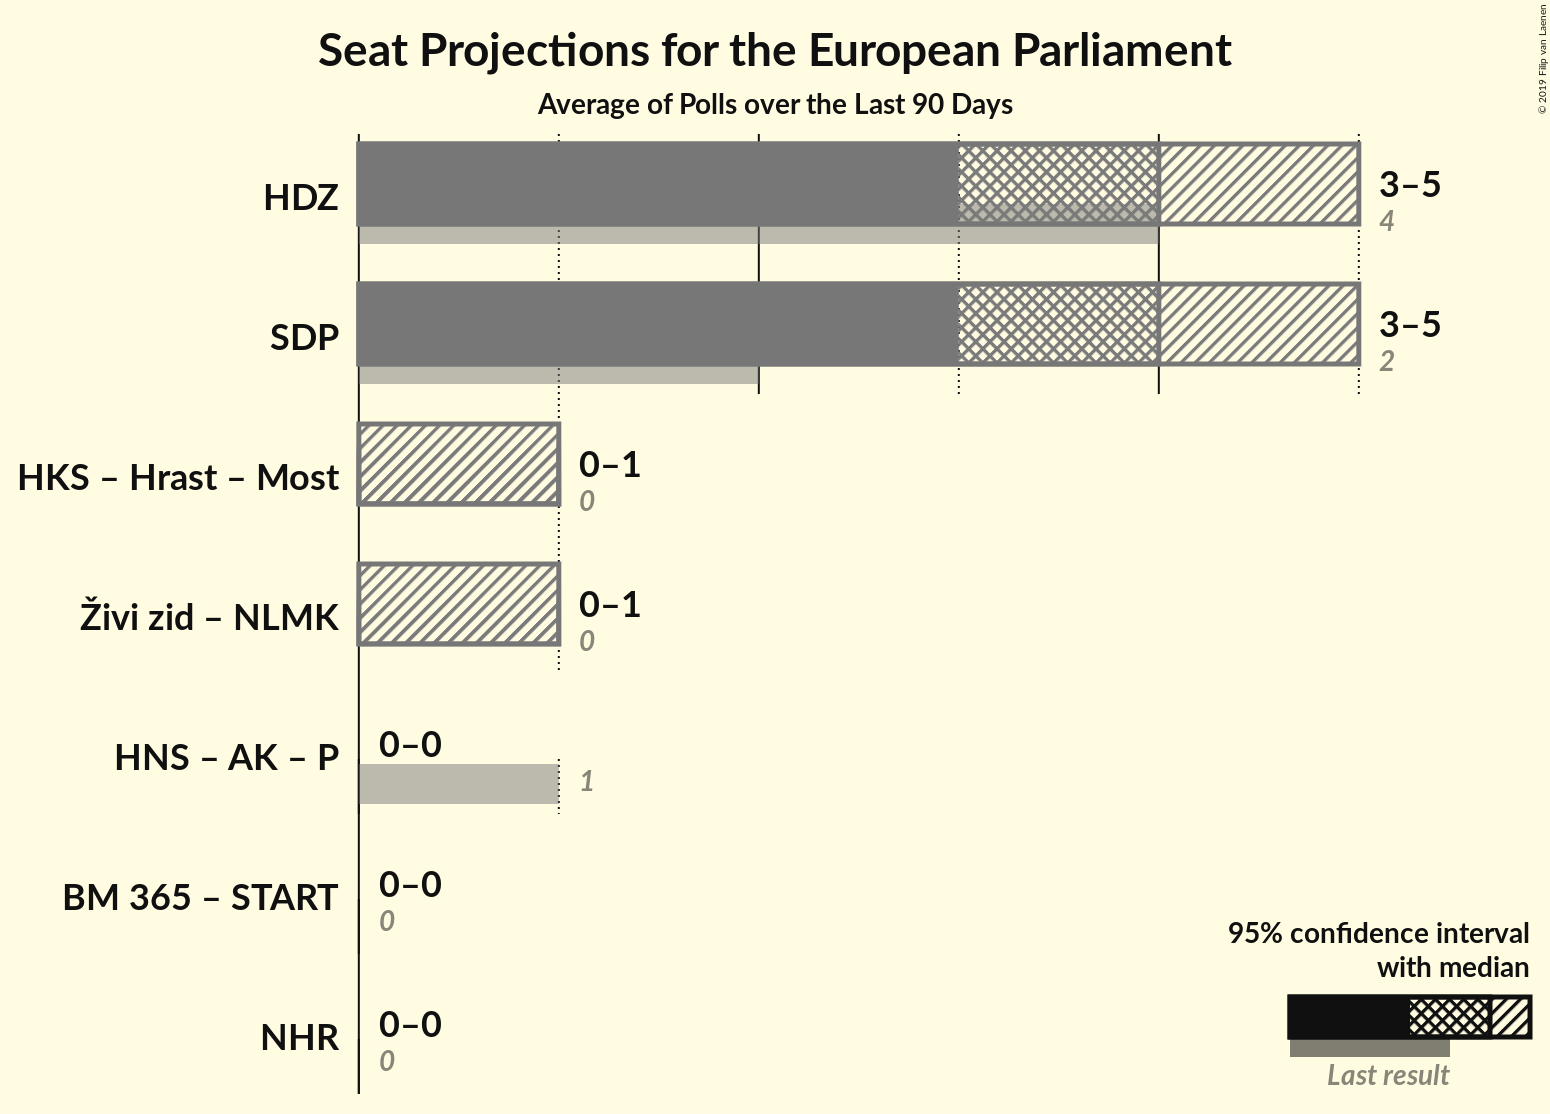 Seat Projections for the European Parliament
Average of Polls over the Last 90 Days
© 2019 Filip van Laenen
HDZ
3–5
4
SDP
3–5
2
HKS – Hrast – Most
0–1
0
Živi zid – NLMK
0–1
0
HNS – AK – P
0–0
1
BM 365 – START
0–0
0
NHR
0–0
0
95% confidence interval
with median
Last result